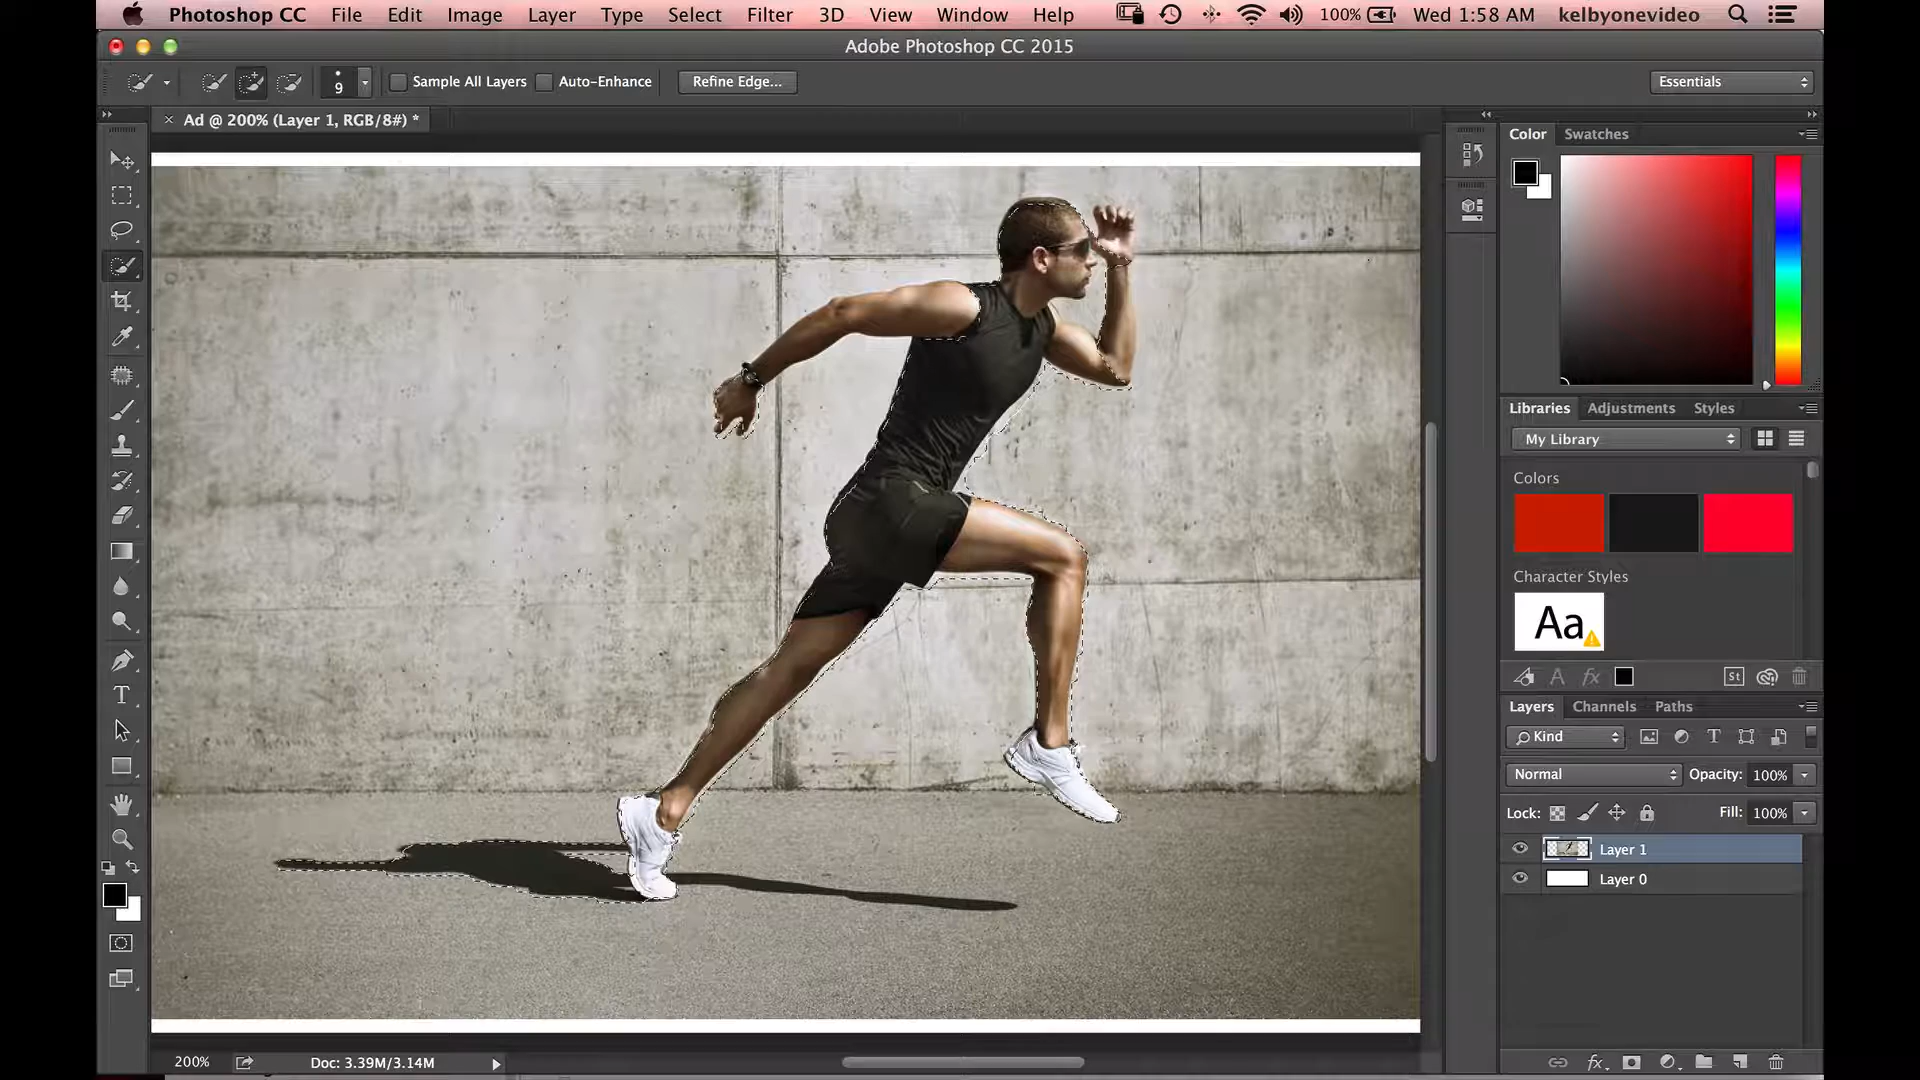 Photoshop CC File Edit Image Layer Type Select Filter 3D View Window Help 100% Wed 1:58 AM kelbyonevideo
Adobe Photoshop CC 2015
9 Sample All Layers Auto-Enhance Refine Edge... Essentials
× Ad @ 200% (Layer 1, RGB/8#) *
Color Swatches
Libraries Adjustments Styles
My Library
Colors
Character Styles
Aa
A fx St
Layers Channels Paths
Kind T
Normal Opacity: 100%
Lock: Fill: 100%
Layer 1
Layer 0
T
200% Doc: 3.39M/3.14M
fx